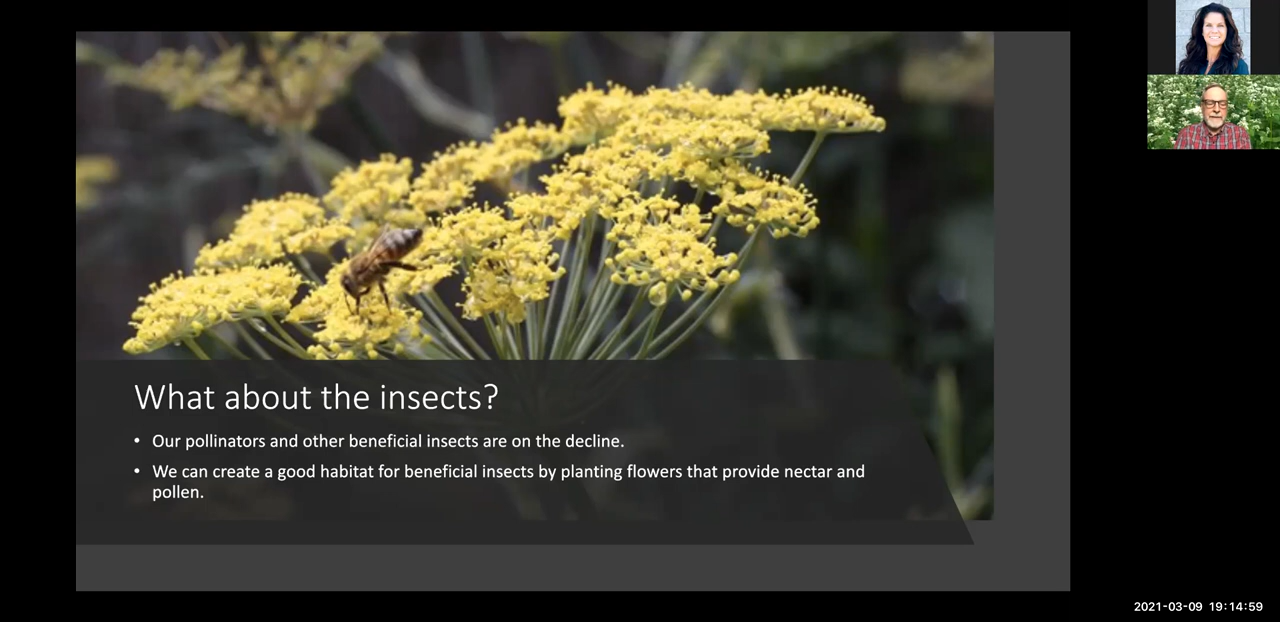 What about the insects?
• Our pollinators and other beneficial insects are on the decline.
• We can create a good habitat for beneficial insects by planting flowers that provide nectar and
pollen.
2021-03-09 19:14:59